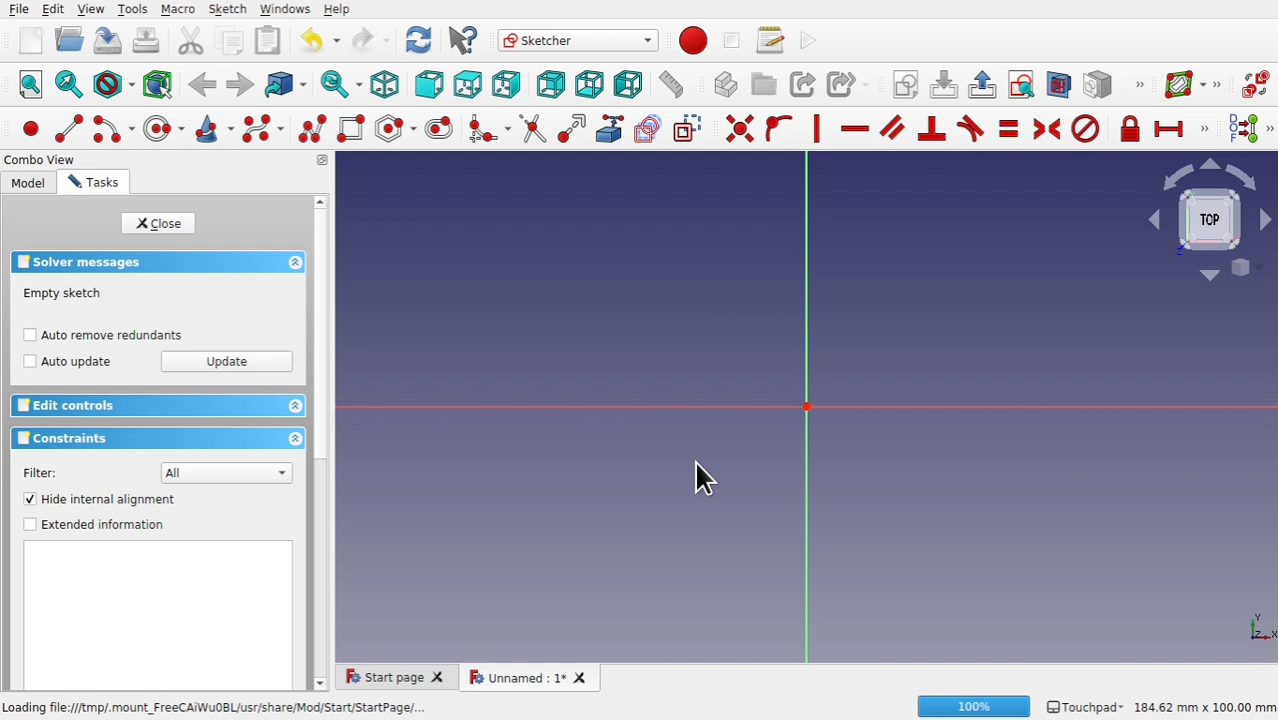 File Edit View Tools Macro Sketch Windows Help
Sketcher
Combo View
Model Tasks
Close
Solver messages
Empty sketch
Auto remove redundants
Auto update Update
Edit controls
Constraints
Filter: All
Hide internal alignment
Extended information
TOP
Y
Z X
Start page Unnamed : 1*
Loading file:///tmp/.mount_FreeCAiWu0BL/usr/share/Mod/Start/StartPage/... 100% Touchpad 184.62 mm x 100.00 mm